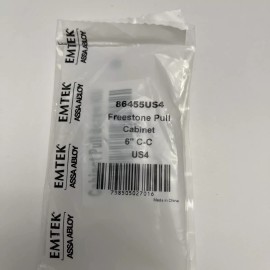 EMTEK
ASSA ABLOY
EMTEK
ASSA ABLOY
EMTEK
ASSA ABLOY
EMTEK
ASSA ABLOY
86455US4
Freestone Pull
Cabinet
6" C-C
US4
758505027016
Made in China